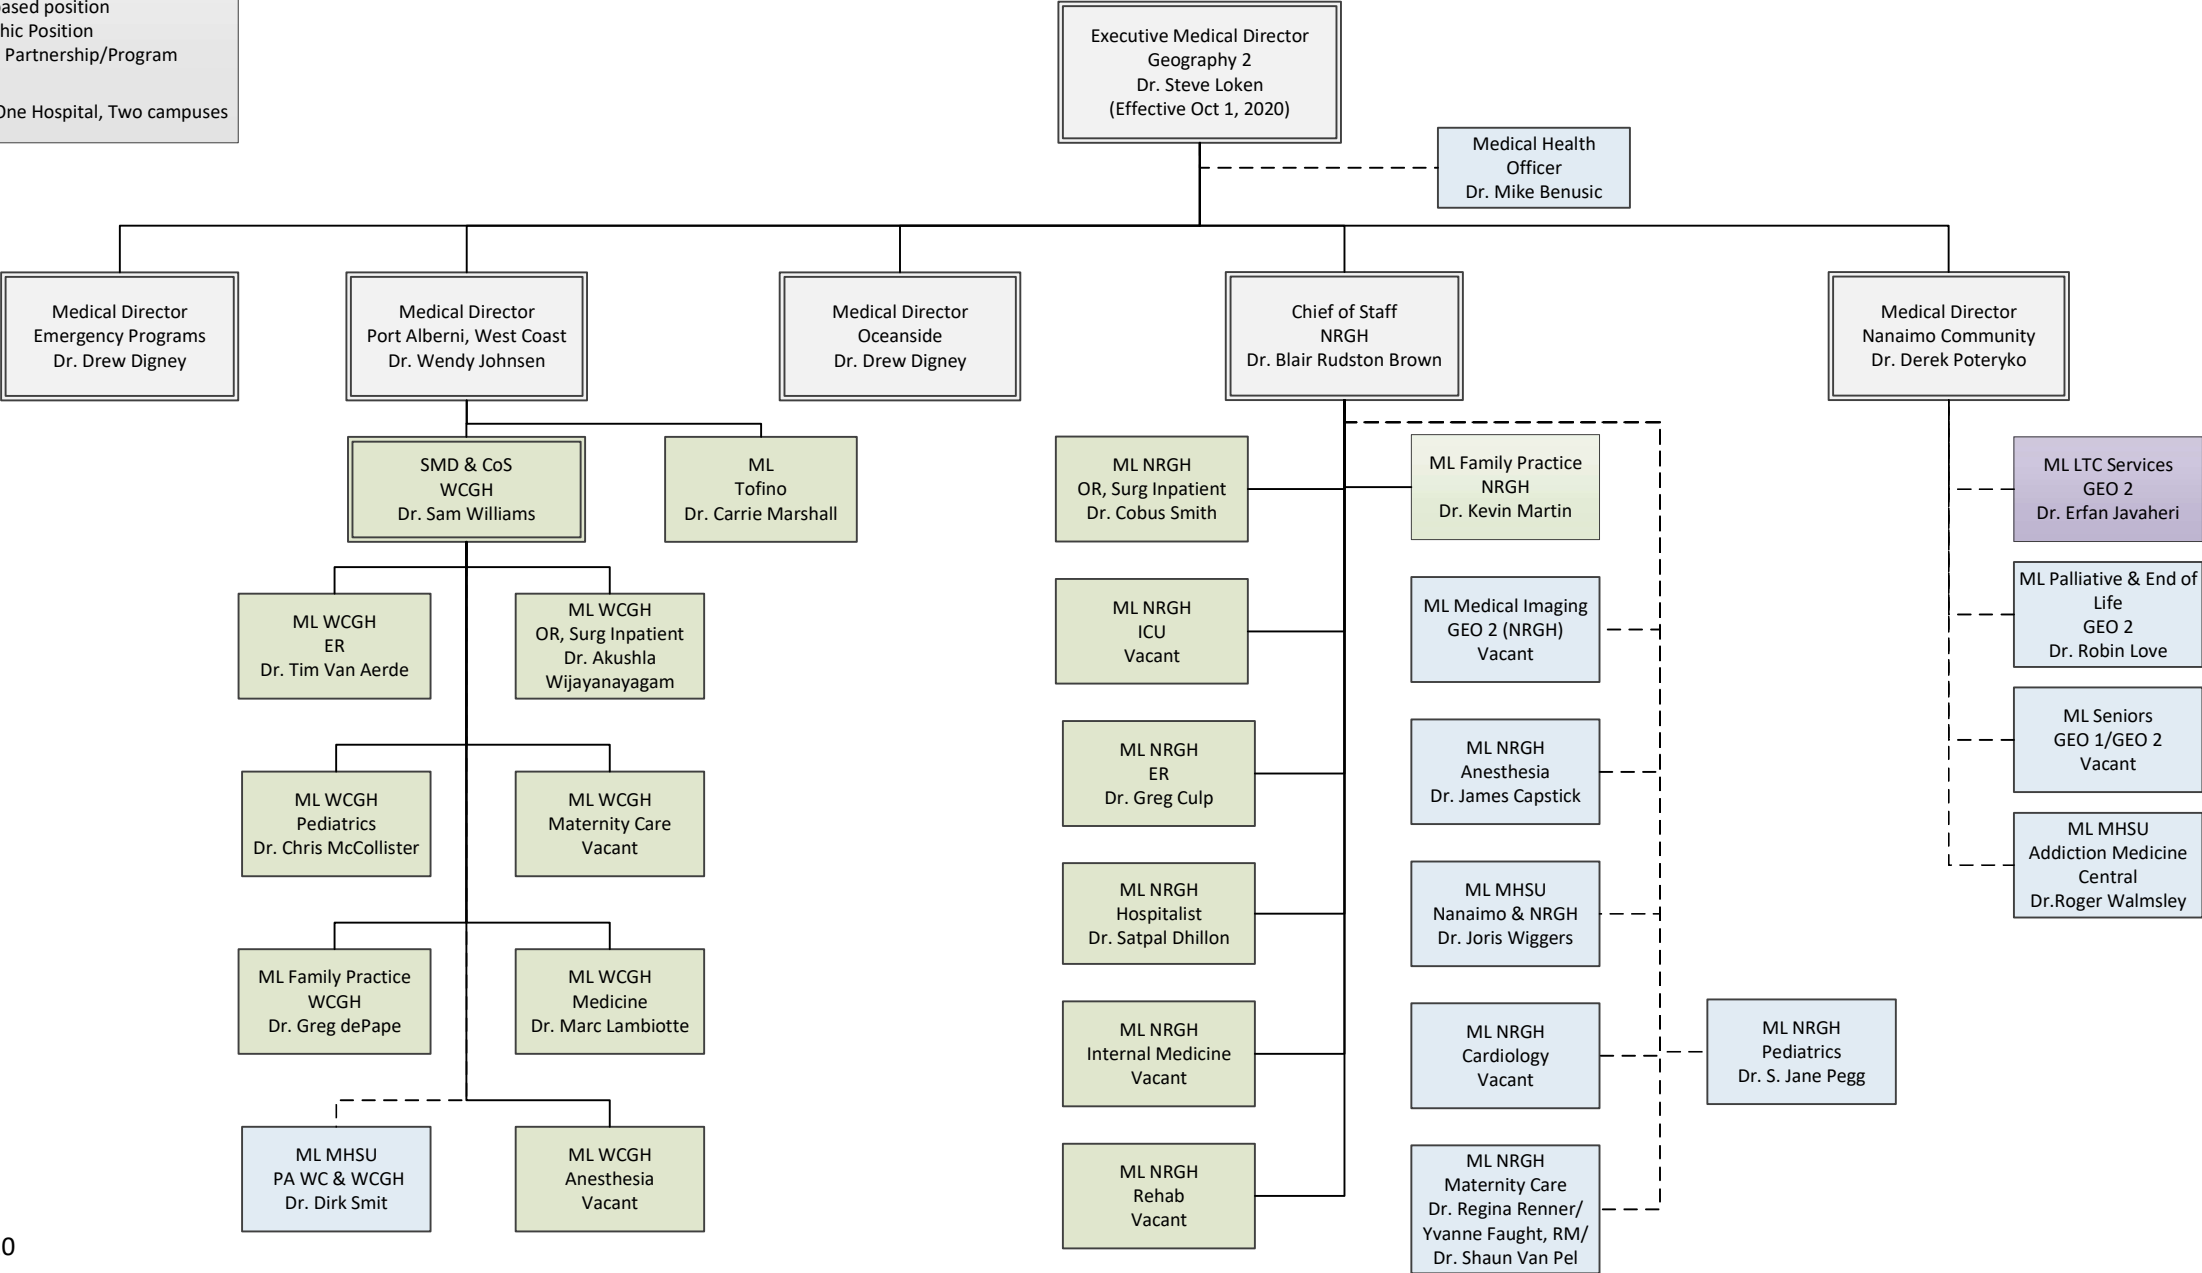 ased position
hic Position
Partnership/Program
One Hospital, Two campuses
Executive Medical Director
Geography 2
Dr. Steve Loken
(Effective Oct 1, 2020)
Medical Health
Officer
Dr. Mike Benusic
Medical Director
Emergency Programs
Dr. Drew Digney
Medical Director
Port Alberni, West Coast
Dr. Wendy Johnsen
Medical Director
Oceanside
Dr. Drew Digney
Chief of Staff
NRGH
Dr. Blair Rudston Brown
Medical Director
Nanaimo Community
Dr. Derek Poteryko
SMD & CoS
WCGH
Dr. Sam Williams
ML
Tofino
Dr. Carrie Marshall
ML WCGH
ER
Dr. Tim Van Aerde
ML WCGH
OR, Surg Inpatient
Dr. Akushla
Wijayanayagam
ML WCGH
Pediatrics
Dr. Chris McCollister
ML WCGH
Maternity Care
Vacant
ML Family Practice
WCGH
Dr. Greg dePape
ML WCGH
Medicine
Dr. Marc Lambiotte
ML MHSU
PA WC & WCGH
Dr. Dirk Smit
ML WCGH
Anesthesia
Vacant
ML NRGH
OR, Surg Inpatient
Dr. Cobus Smith
ML NRGH
ICU
Vacant
ML NRGH
ER
Dr. Greg Culp
ML NRGH
Hospitalist
Dr. Satpal Dhillon
ML NRGH
Internal Medicine
Vacant
ML NRGH
Rehab
Vacant
ML Family Practice
NRGH
Dr. Kevin Martin
ML Medical Imaging
GEO 2 (NRGH)
Vacant
ML NRGH
Anesthesia
Dr. James Capstick
ML MHSU
Nanaimo & NRGH
Dr. Joris Wiggers
ML NRGH
Cardiology
Vacant
ML NRGH
Maternity Care
Dr. Regina Renner/
Yvanne Faught, RM/
Dr. Shaun Van Pel
ML NRGH
Pediatrics
Dr. S. Jane Pegg
ML LTC Services
GEO 2
Dr. Erfan Javaheri
ML Palliative & End of
Life
GEO 2
Dr. Robin Love
ML Seniors
GEO 1/GEO 2
Vacant
ML MHSU
Addiction Medicine
Central
Dr.Roger Walmsley
0